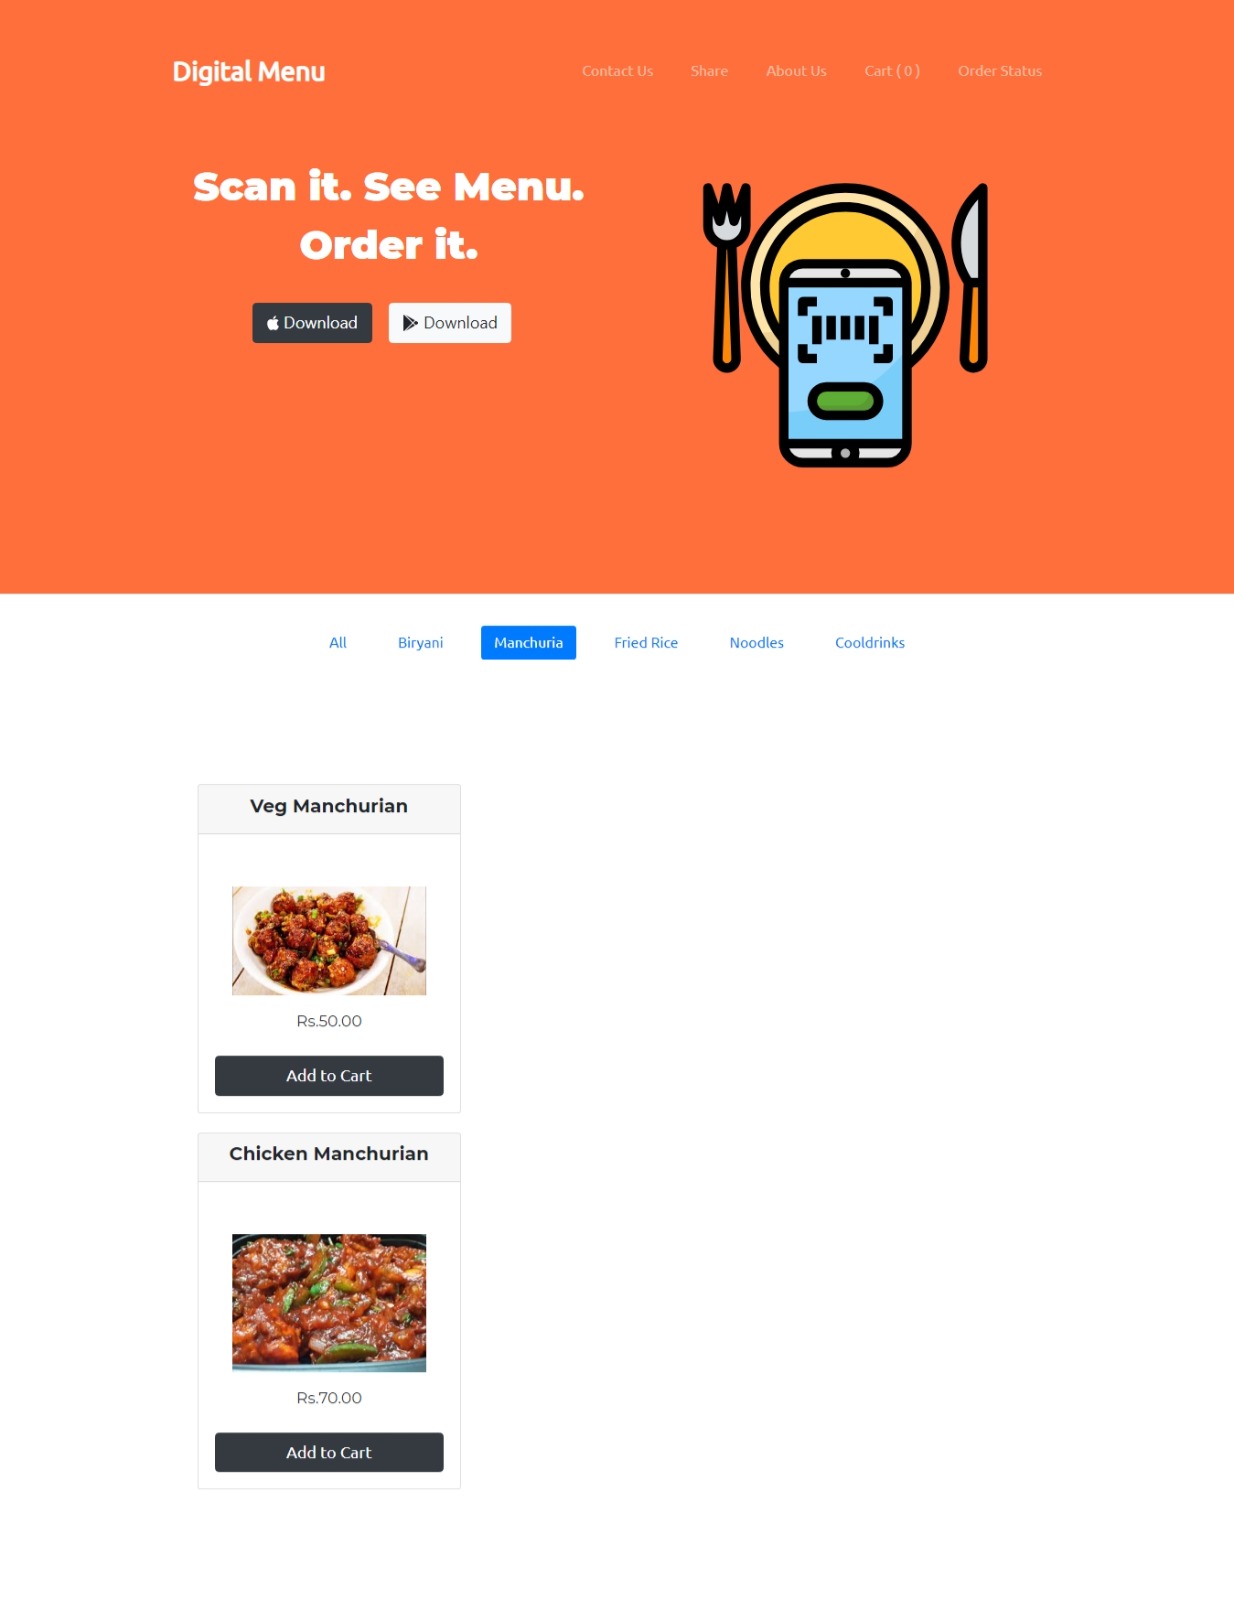 Digital Menu
Contact Us Share About Us Cart ( 0 ) Order Status
Scan it. See Menu.
Order it.
Download Download
All Biryani Manchuria Fried Rice Noodles Cooldrinks
Veg Manchurian
Rs.50.00
Add to Cart
Chicken Manchurian
Rs.70.00
Add to Cart